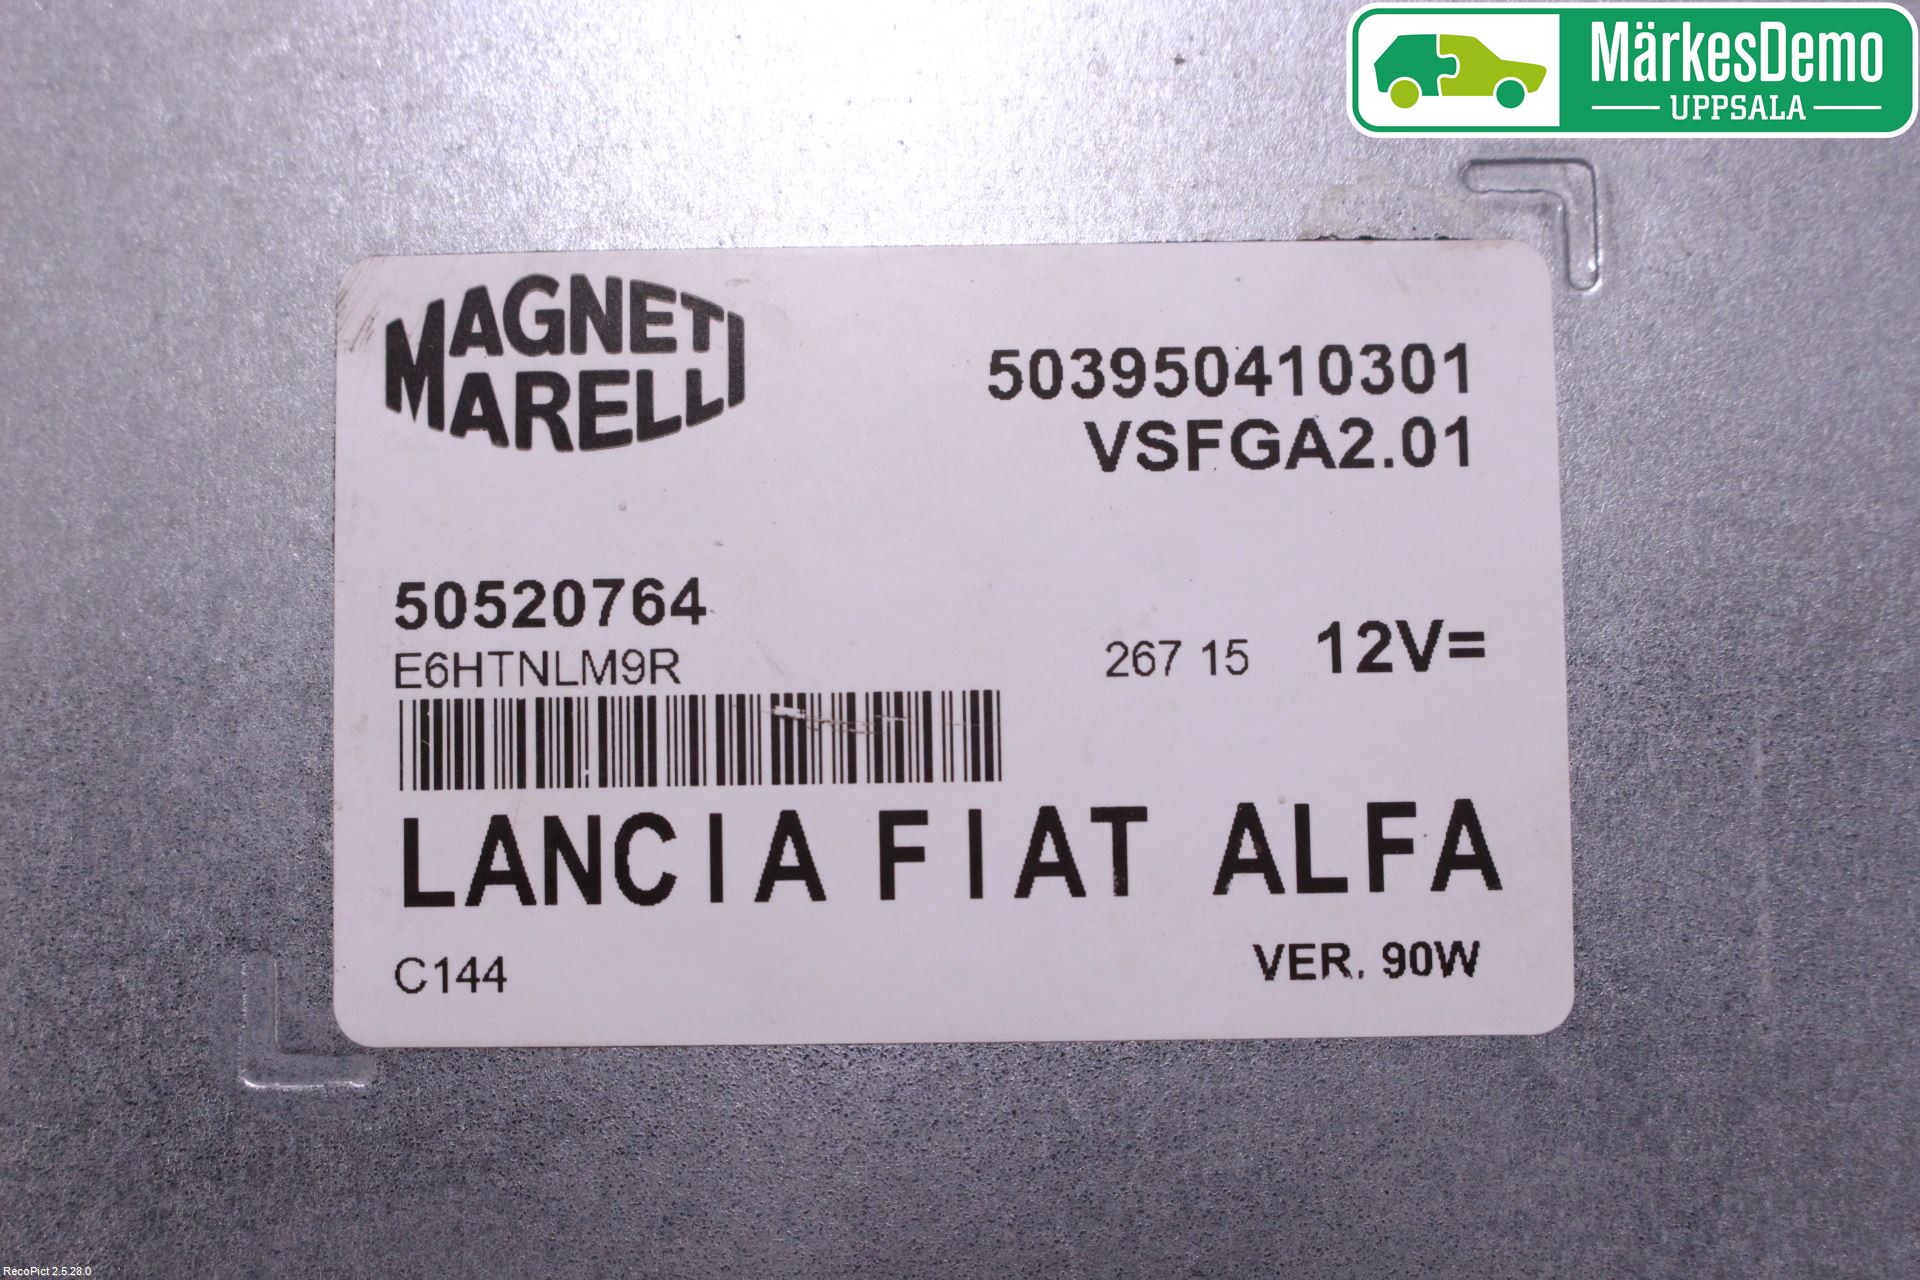 MärkesDemo
UPPSALA
MAGNETI
MARELLI
503950410301
VSFGA2.01
50520764
E6HTNLM9R
267 15 12V=
LANCIA FIAT ALFA
C144
VER. 90W
RecoPict 2.5.28.0